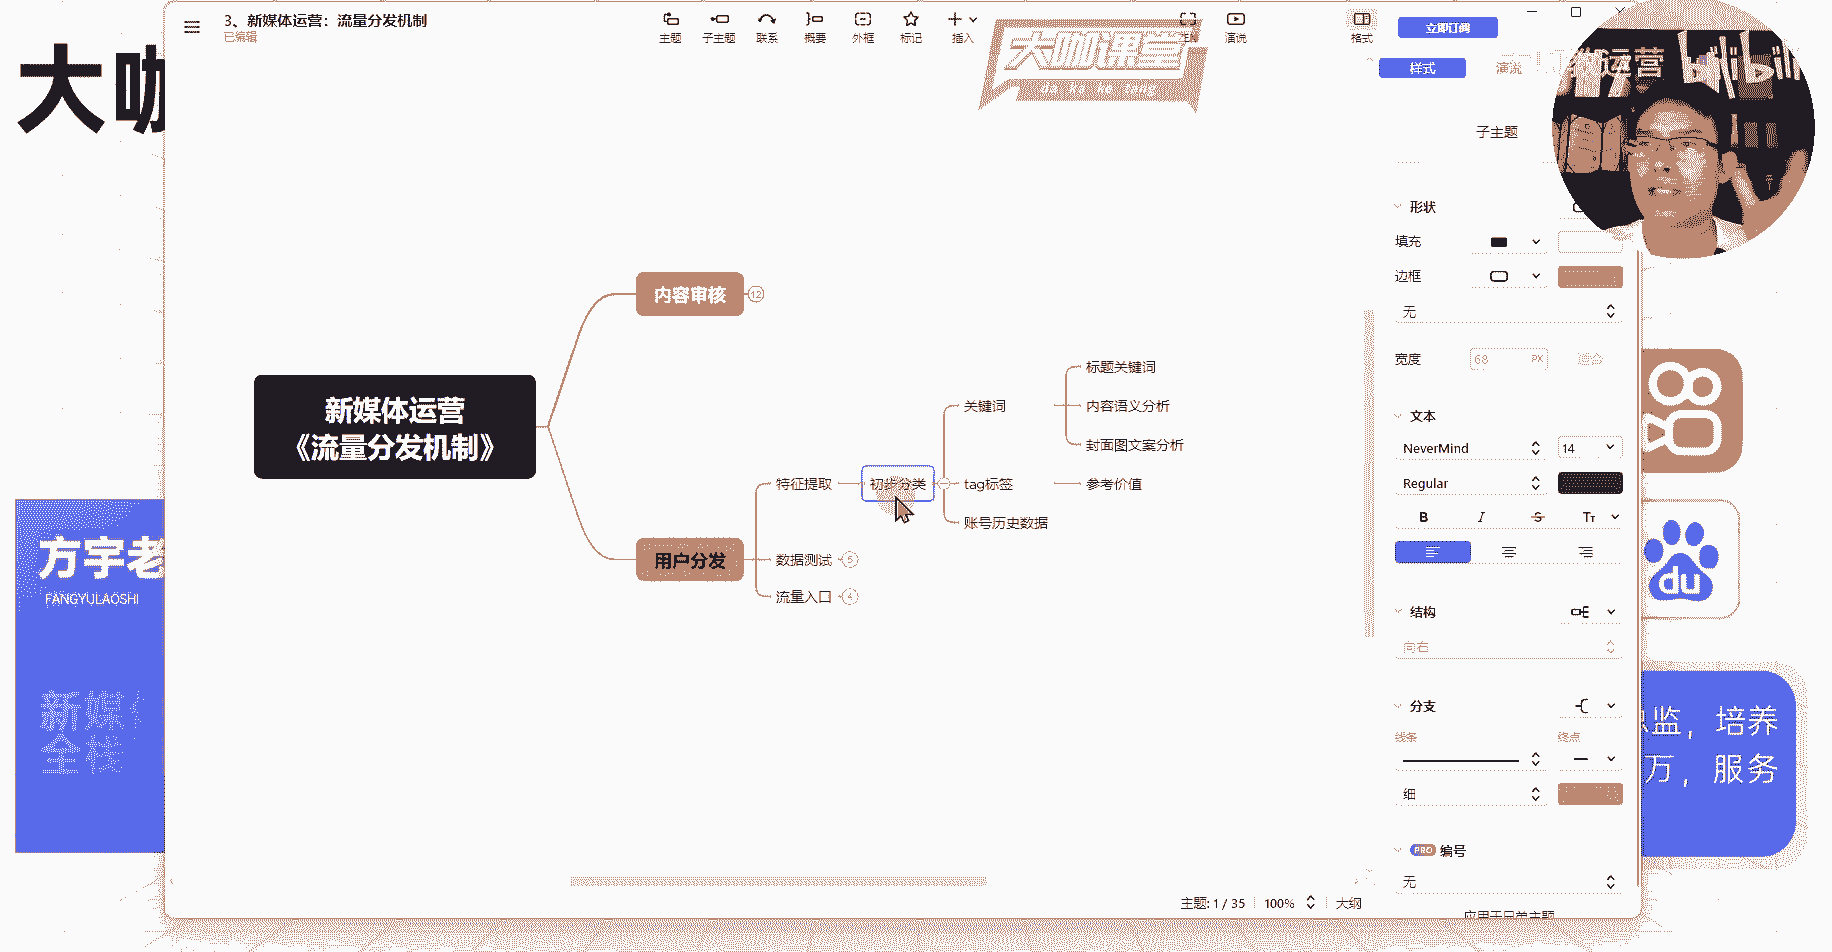 大咖
3、新媒体运营：流量分发机制
已编辑
主题
子主题
联系
概要
外框
标记
插入
演说
格式
立即订阅
大咖课堂
da ka ke tang
样式
演说
运营 bilibili
子主题
形状
填充
边框
无
宽度
68
PX
文本
NeverMind
14
Regular
B
I
S
Tт
结构
向右
分支
线条
终点
细
PRO 编号
无
内容审核
12
新媒体运营
《流量分发机制》
标题关键词
关键词
内容语义分析
封面图文案分析
特征提取
初步分类
tag标签
参考价值
账号历史数据
用户分发
数据测试
流量入口
4
主题: 1 / 35
100%
大纲
方宇老
FANGYULAOSHI
新媒
全栈
du
总监，培养
万，服务